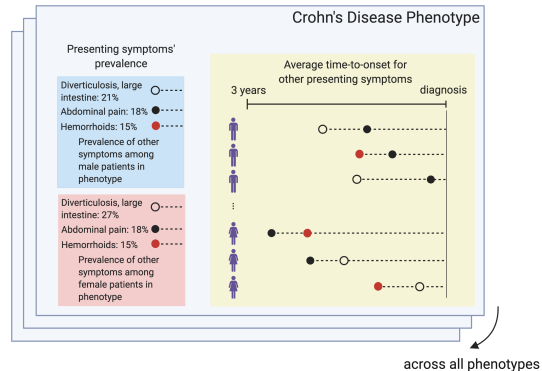 Crohn's Disease Phenotype
Presenting symptoms'
prevalence
Diverticulosis, large
intestine: 21%
Abdominal pain: 18%
Hemorrhoids: 15%
Prevalence of other
symptoms among
male patients in
phenotype
Diverticulosis, large
intestine: 27%
Abdominal pain: 18%
Hemorrhoids: 15%
Prevalence of other
symptoms among
female patients in
phenotype
Average time-to-onset for
other presenting symptoms
3 years
diagnosis
across all phenotypes